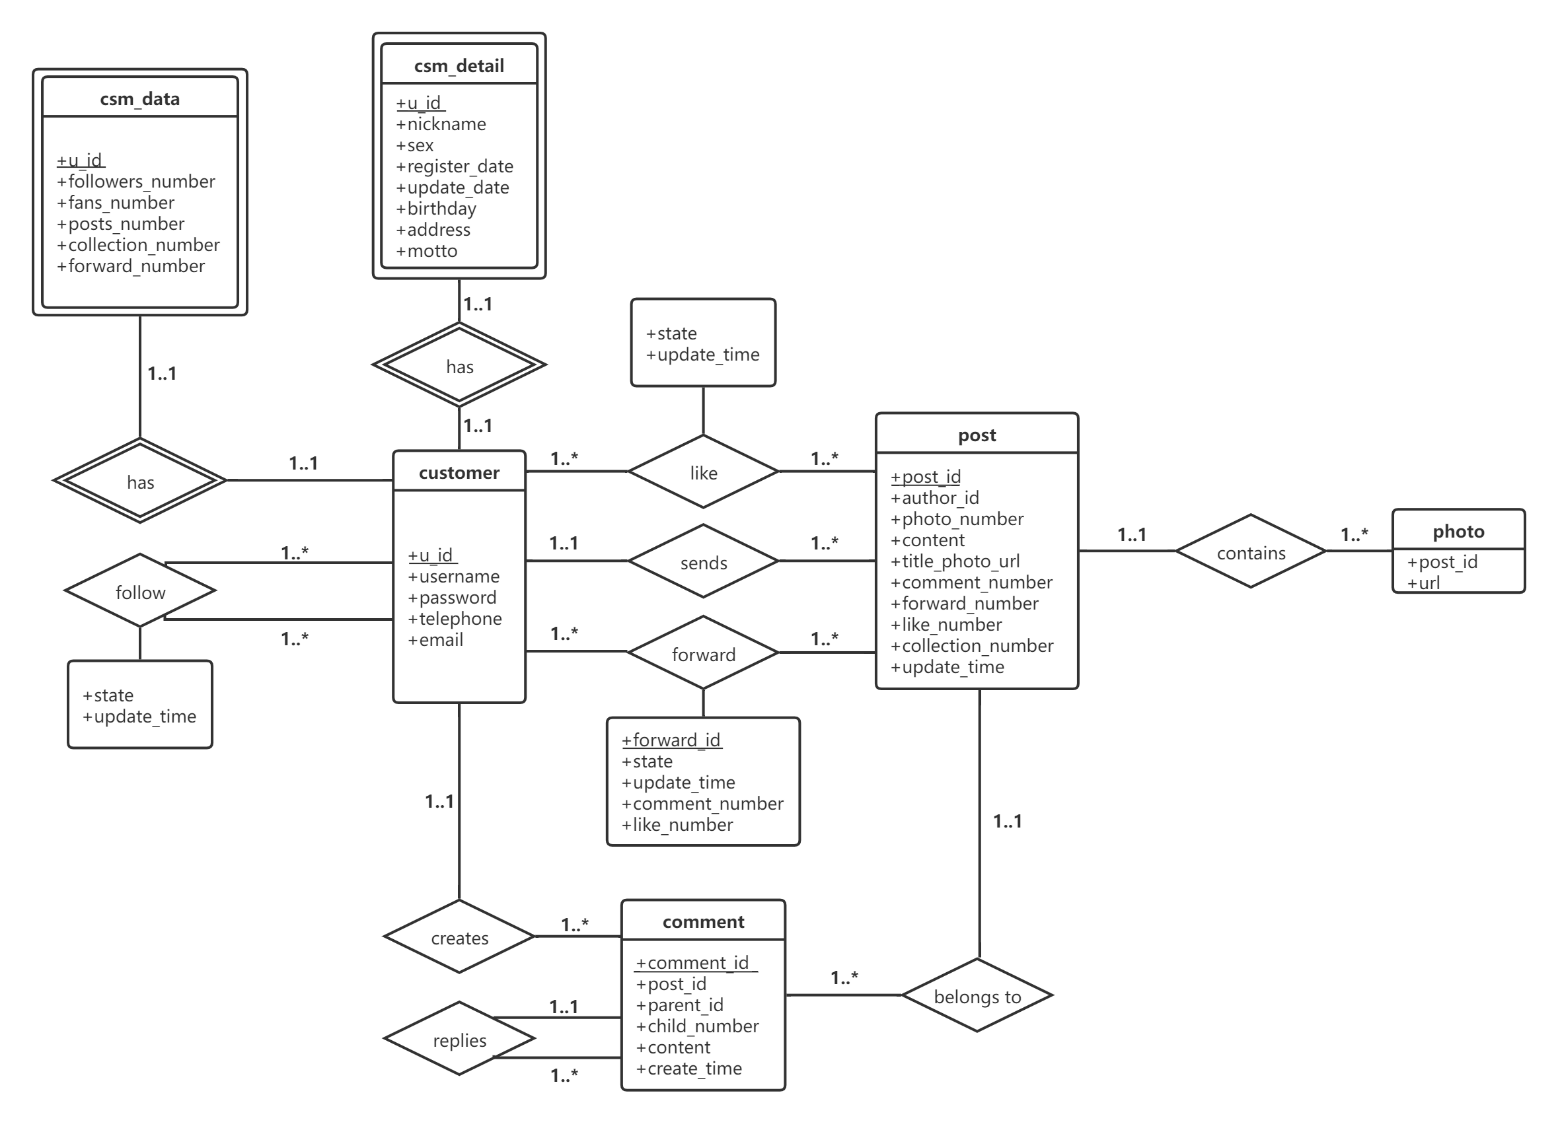 csm_data
+u_id
+followers_number
+fans_number
+posts_number
+collection_number
+forward_number
csm_detail
+u_id
+nickname
+sex
+register_date
+update_date
+birthday
+address
+motto
1..1
has
1..1
1..1
has
1..1
+state
+update_time
1..*
like
1..*
customer
+u_id
+username
+password
+telephone
+email
1..*
follow
1..*
+state
+update_time
1..1
sends
1..*
1..*
forward
1..*
+forward_id
+state
+update_time
+comment_number
+like_number
post
+post_id
+author_id
+photo_number
+content
+title_photo_url
+comment_number
+forward_number
+like_number
+collection_number
+update_time
1..1
contains
1..*
photo
+post_id
+url
1..1
creates
1..*
1..1
belongs to
1..*
comment
+comment_id
+post_id
+parent_id
+child_number
+content
+create_time
1..1
replies
1..*